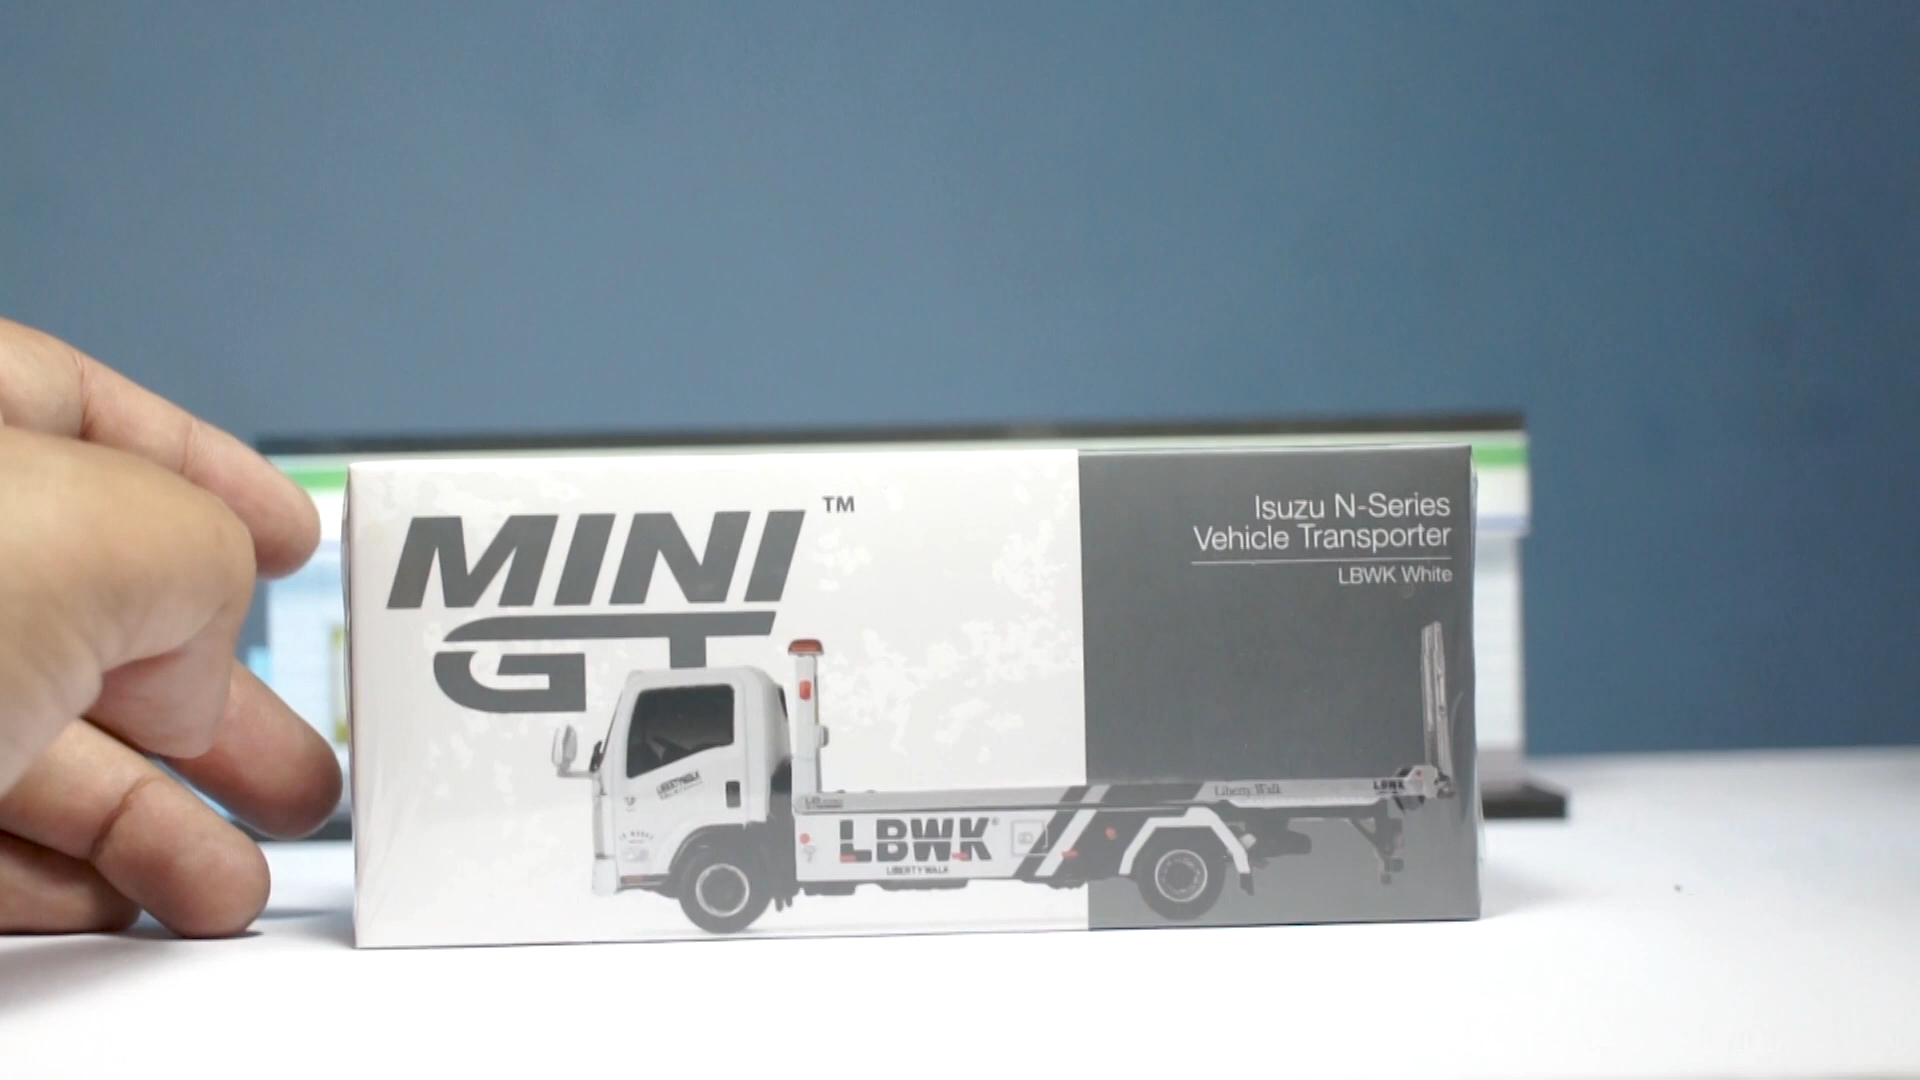 MINI
GT
TM
Isuzu N-Series
Vehicle Transporter
LBWK White
LBWK
LIBERTY WALK
Liberty Walk
LBWK